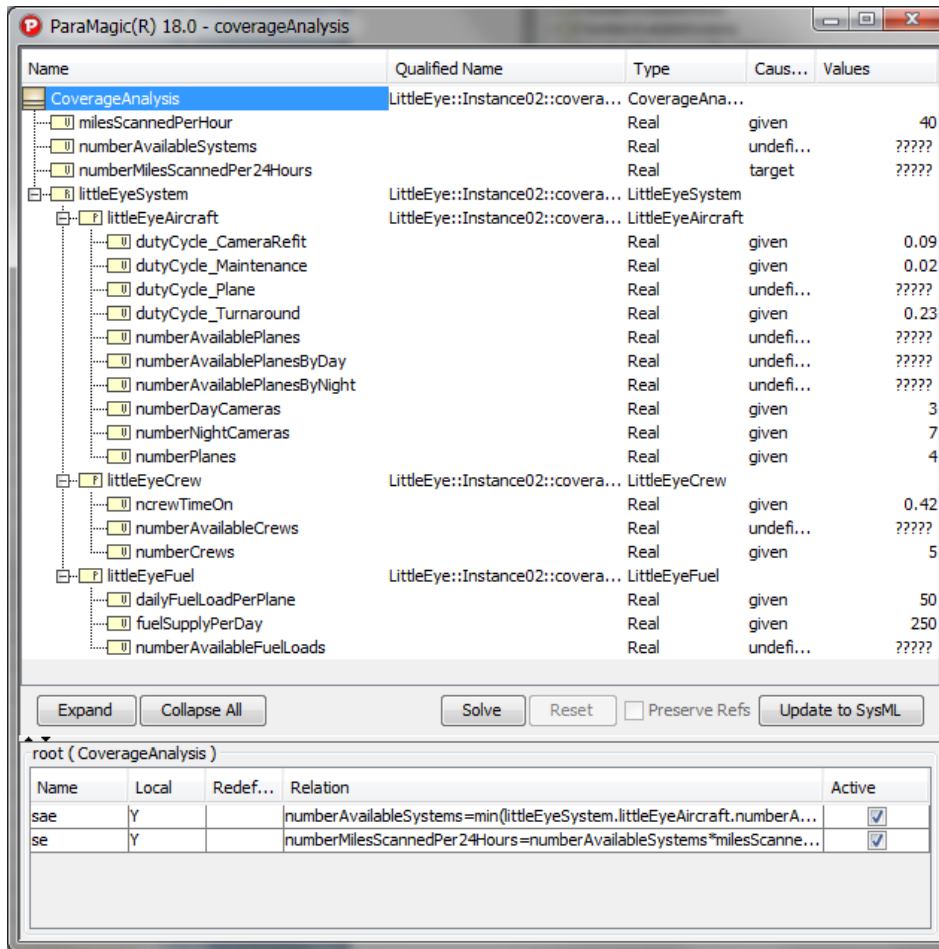 ParaMagic(R) 18.0 - coverageAnalysis
Name Qualified Name Type Caus... Values
CoverageAnalysis LittleEye::Instance02::covera... CoverageAna...
milesScannedPerHour Real given 40
numberAvailableSystems Real undefi... ?????
numberMilesScannedPer24Hours Real target ?????
littleEyeSystem LittleEye::Instance02::covera... LittleEyeSystem
littleEyeAircraft LittleEye::Instance02::covera... LittleEyeAircraft
dutyCycle_CameraRefit Real given 0.09
dutyCycle_Maintenance Real given 0.02
dutyCycle_Plane Real undefi... ?????
dutyCycle_Turnaround Real given 0.23
numberAvailablePlanes Real undefi... ?????
numberAvailablePlanesByDay Real undefi... ?????
numberAvailablePlanesByNight Real undefi... ?????
numberDayCameras Real given 3
numberNightCameras Real given 7
numberPlanes Real given 4
littleEyeCrew LittleEye::Instance02::covera... LittleEyeCrew
ncrewTimeOn Real given 0.42
numberAvailableCrews Real undefi... ?????
numberCrews Real given 5
littleEyeFuel LittleEye::Instance02::covera... LittleEyeFuel
dailyFuelLoadPerPlane Real given 50
fuelSupplyPerDay Real given 250
numberAvailableFuelLoads Real undefi... ?????
Expand Collapse All Solve Reset Preserve Refs Update to SysML
root ( CoverageAnalysis )
Name Local Redef... Relation Active
sae Y numberAvailableSystems=min(littleEyeSystem.littleEyeAircraft.numberA...
se Y numberMilesScannedPer24Hours=numberAvailableSystems*milesScanne...